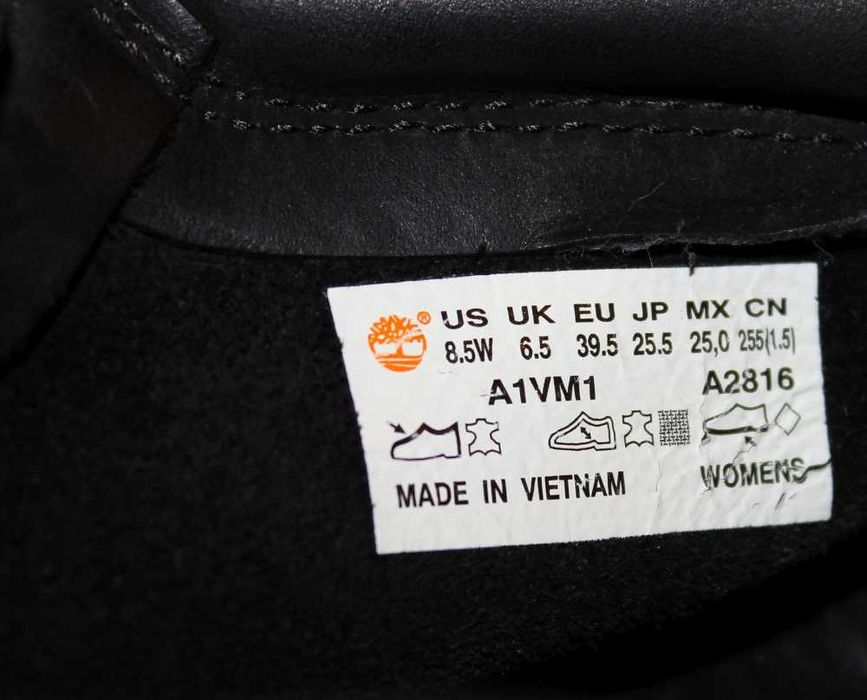 US UK EU JP MX CN
8.5W 6.5 39.5 25.5 25,0 255(1.5)
A1VM1 A2816
MADE IN VIETNAM WOMENS